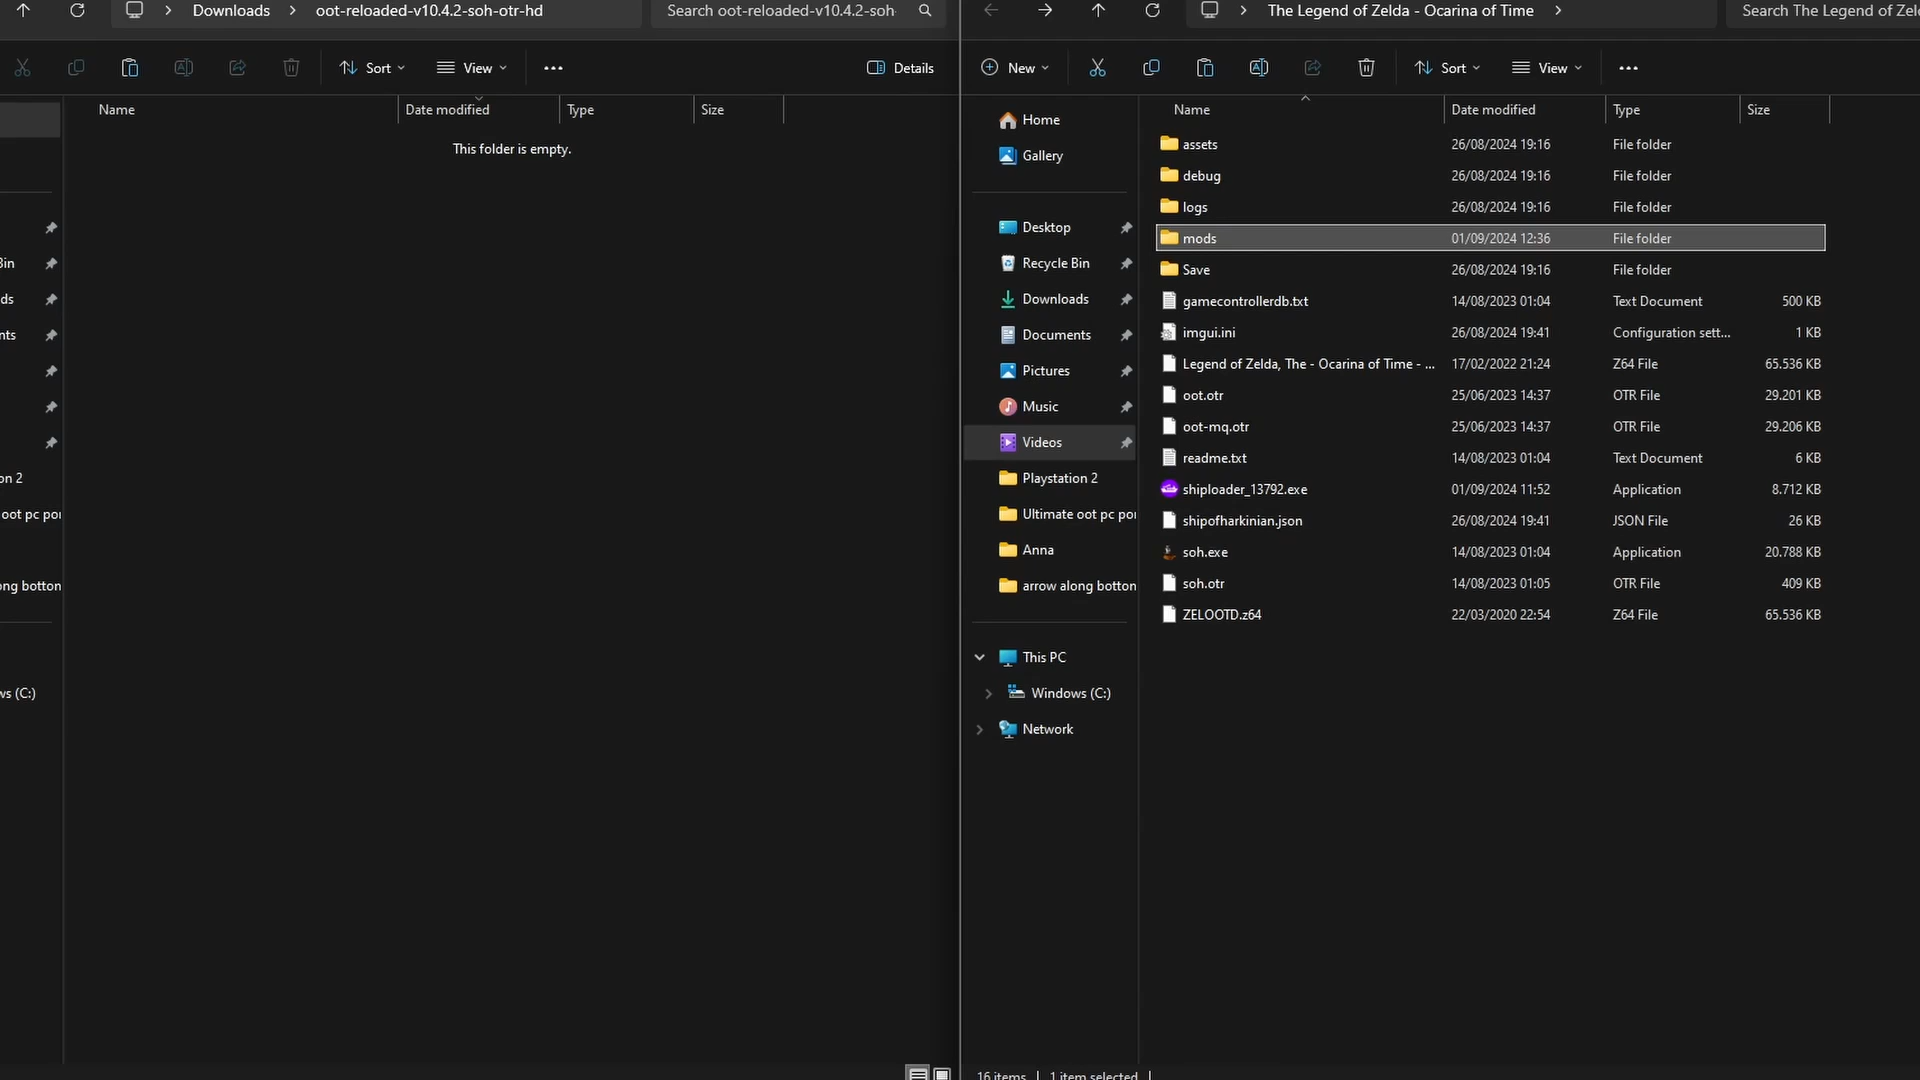 Downloads > oot-reloaded-v10.4.2-soh-otr-hd
Search oot-reloaded-v10.4.2-soh-
Sort
View
Details
Name
Date modified
Type
Size
This folder is empty.
Bin
ds
nts
on 2
oot pc por
ong botton
ws (C:)
The Legend of Zelda - Ocarina of Time >
Search The Legend of Zel
New
Sort
View
Home
Gallery
Desktop
Recycle Bin
Downloads
Documents
Pictures
Music
Videos
Playstation 2
Ultimate oot pc por
Anna
arrow along botton
This PC
Windows (C:)
Network
Name Date modified Type Size
assets 26/08/2024 19:16 File folder
debug 26/08/2024 19:16 File folder
logs 26/08/2024 19:16 File folder
mods 01/09/2024 12:36 File folder
Save 26/08/2024 19:16 File folder
gamecontrollerdb.txt 14/08/2023 01:04 Text Document 500 KB
imgui.ini 26/08/2024 19:41 Configuration sett... 1 KB
Legend of Zelda, The - Ocarina of Time - ... 17/02/2022 21:24 Z64 File 65.536 KB
oot.otr 25/06/2023 14:37 OTR File 29.201 KB
oot-mq.otr 25/06/2023 14:37 OTR File 29.206 KB
readme.txt 14/08/2023 01:04 Text Document 6 KB
shiploader_13792.exe 01/09/2024 11:52 Application 8.712 KB
shipofharkinian.json 26/08/2024 19:41 JSON File 26 KB
soh.exe 14/08/2023 01:04 Application 20.788 KB
soh.otr 14/08/2023 01:05 OTR File 409 KB
ZELOOTD.z64 22/03/2020 22:54 Z64 File 65.536 KB
16 items | 1 item selected |